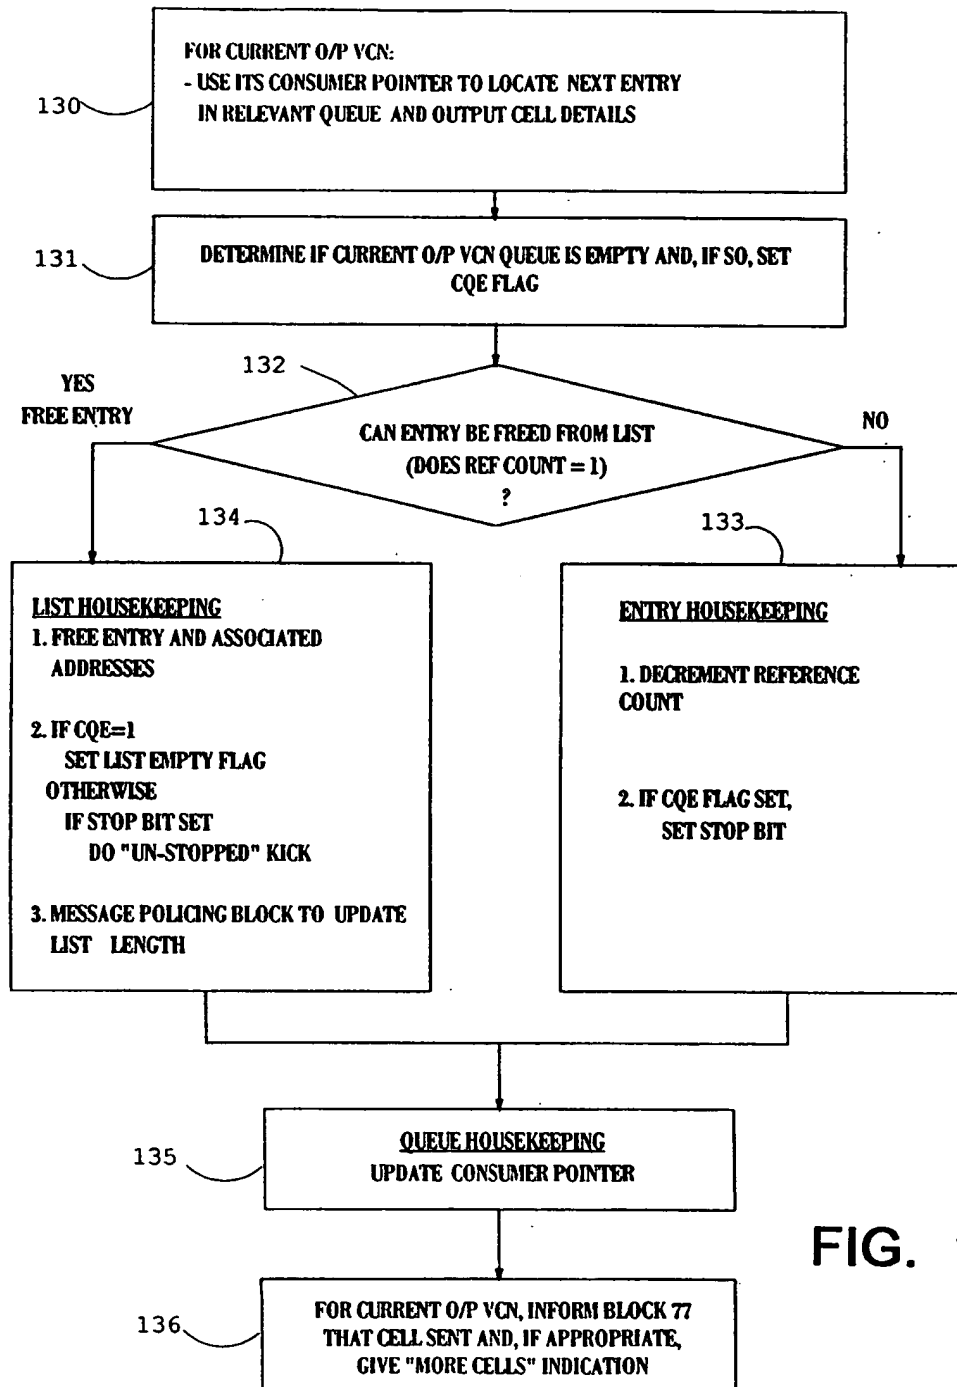 FOR CURRENT O/P VCN:
- USE ITS CONSUMER POINTER TO LOCATE NEXT ENTRY
IN RELEVANT QUEUE AND OUTPUT CELL DETAILS
130
DETERMINE IF CURRENT O/P VCN QUEUE IS EMPTY AND, IF SO, SET
CQE FLAG
131
132
YES
FREE ENTRY
CAN ENTRY BE FREED FROM LIST
(DOES REF COUNT = 1)
?
NO
134
133
LIST HOUSEKEEPING
1. FREE ENTRY AND ASSOCIATED
ADDRESSES
2. IF CQE=1
SET LIST EMPTY FLAG
OTHERWISE
IF STOP BIT SET
DO "UN-STOPPED" KICK
3. MESSAGE POLICING BLOCK TO UPDATE
LIST LENGTH
ENTRY HOUSEKEEPING
1. DECREMENT REFERENCE
COUNT
2. IF CQE FLAG SET,
SET STOP BIT
135
QUEUE HOUSEKEEPING
UPDATE CONSUMER POINTER
FIG.
136
FOR CURRENT O/P VCN, INFORM BLOCK 77
THAT CELL SENT AND, IF APPROPRIATE,
GIVE "MORE CELLS" INDICATION